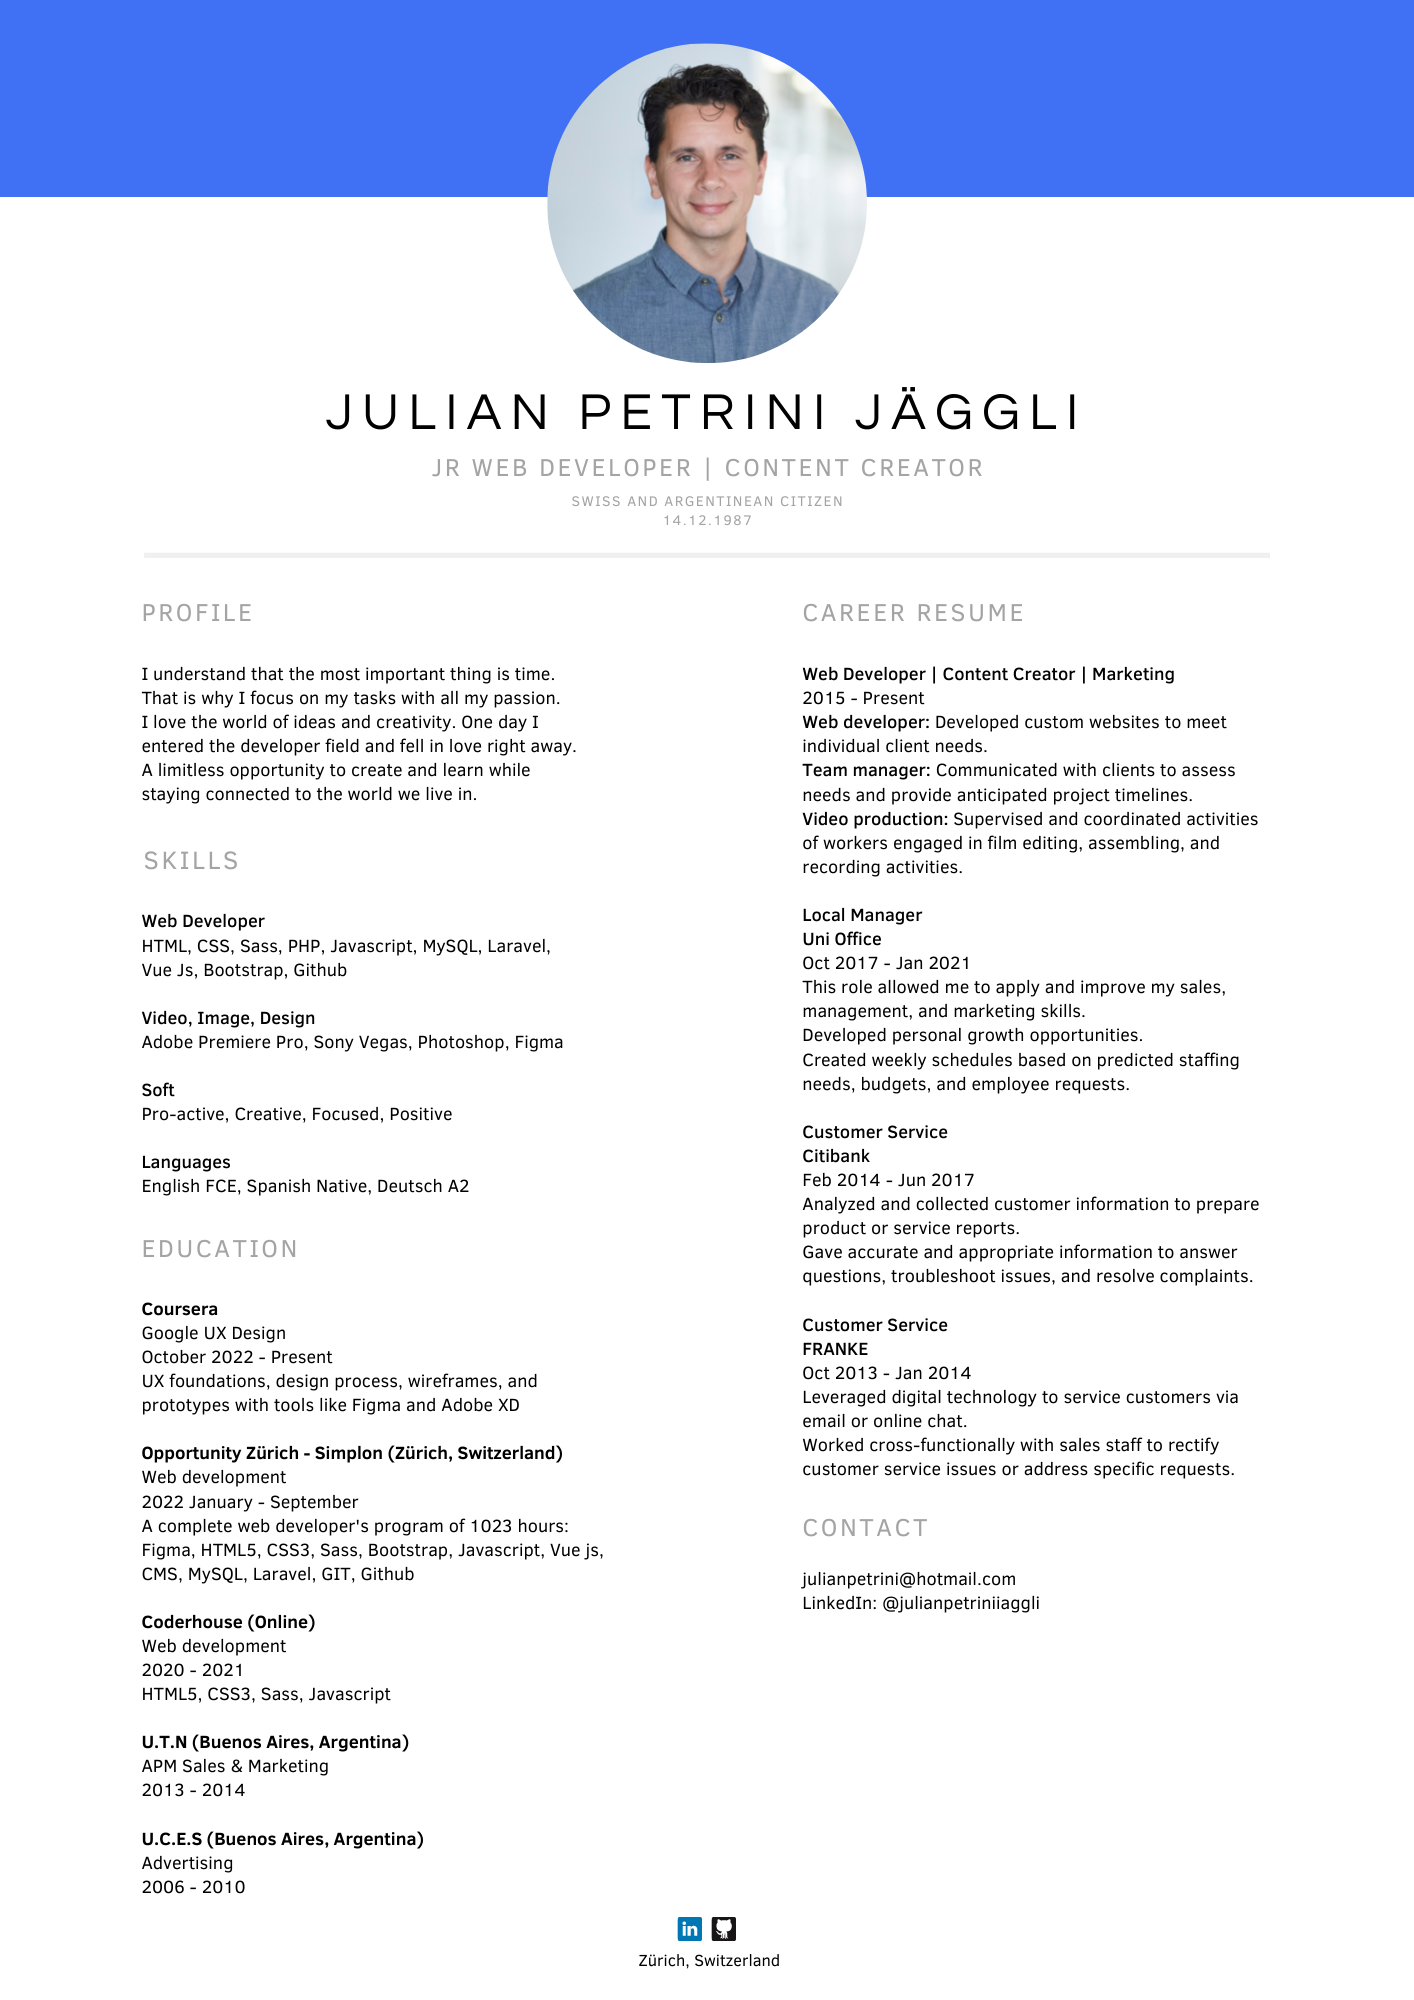 JULIAN PETRINI JÄGGLI
JR WEB DEVELOPER | CONTENT CREATOR
SWISS AND ARGENTINEAN CITIZEN
14.12.1987
PROFILE
I understand that the most important thing is time.
That is why I focus on my tasks with all my passion.
I love the world of ideas and creativity. One day I
entered the developer field and fell in love right away.
A limitless opportunity to create and learn while
staying connected to the world we live in.
SKILLS
Web Developer
HTML, CSS, Sass, PHP, Javascript, MySQL, Laravel,
Vue Js, Bootstrap, Github
Video, Image, Design
Adobe Premiere Pro, Sony Vegas, Photoshop, Figma
Soft
Pro-active, Creative, Focused, Positive
Languages
English FCE, Spanish Native, Deutsch A2
EDUCATION
Coursera
Google UX Design
October 2022 - Present
UX foundations, design process, wireframes, and
prototypes with tools like Figma and Adobe XD
Opportunity Zürich - Simplon (Zürich, Switzerland)
Web development
2022 January - September
A complete web developer's program of 1023 hours:
Figma, HTML5, CSS3, Sass, Bootstrap, Javascript, Vue js,
CMS, MySQL, Laravel, GIT, Github
Coderhouse (Online)
Web development
2020 - 2021
HTML5, CSS3, Sass, Javascript
U.T.N (Buenos Aires, Argentina)
APM Sales & Marketing
2013 - 2014
U.C.E.S (Buenos Aires, Argentina)
Advertising
2006 - 2010
CAREER RESUME
Web Developer | Content Creator | Marketing
2015 - Present
Web developer: Developed custom websites to meet
individual client needs.
Team manager: Communicated with clients to assess
needs and provide anticipated project timelines.
Video production: Supervised and coordinated activities
of workers engaged in film editing, assembling, and
recording activities.
Local Manager
Uni Office
Oct 2017 - Jan 2021
This role allowed me to apply and improve my sales,
management, and marketing skills.
Developed personal growth opportunities.
Created weekly schedules based on predicted staffing
needs, budgets, and employee requests.
Customer Service
Citibank
Feb 2014 - Jun 2017
Analyzed and collected customer information to prepare
product or service reports.
Gave accurate and appropriate information to answer
questions, troubleshoot issues, and resolve complaints.
Customer Service
FRANKE
Oct 2013 - Jan 2014
Leveraged digital technology to service customers via
email or online chat.
Worked cross-functionally with sales staff to rectify
customer service issues or address specific requests.
CONTACT
julianpetrini@hotmail.com
LinkedIn: @julianpetriniiaggli
in
Zürich, Switzerland